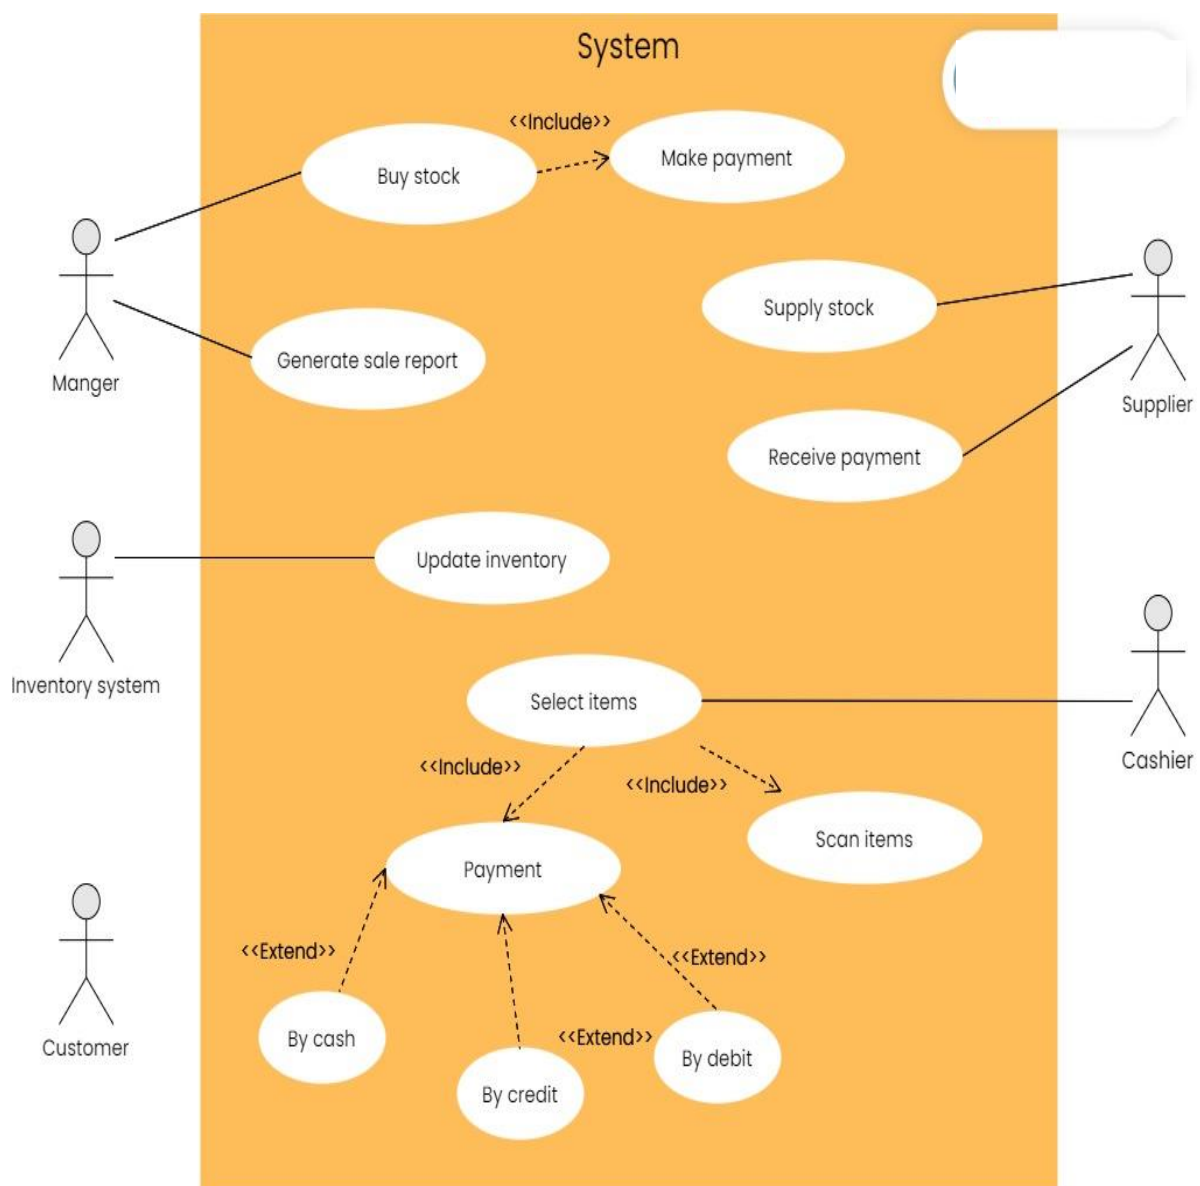 System
<<Include>>
Make payment
Buy stock
Supply stock
Generate sale report
Manger
Supplier
Receive payment
Update inventory
Inventory system
Select items
Cashier
<<Include>>
<<Include>>
Scan items
Payment
<<Extend>>
<<Extend>>
Customer
By cash
<<Extend>>
By debit
By credit